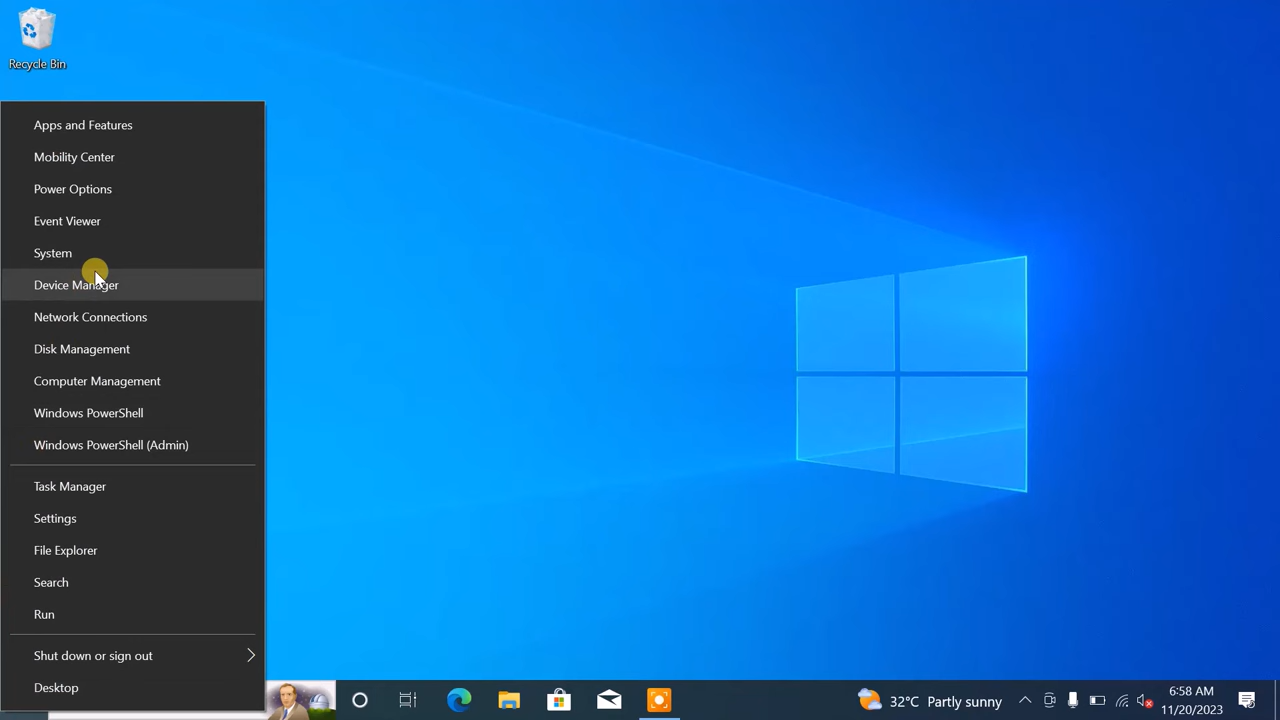 Recycle Bin
Apps and Features
Mobility Center
Power Options
Event Viewer
System
Device Manager
Network Connections
Disk Management
Computer Management
Windows PowerShell
Windows PowerShell (Admin)
Task Manager
Settings
File Explorer
Search
Run
Shut down or sign out
Desktop
32°C Partly sunny
6:58 AM
11/20/2023